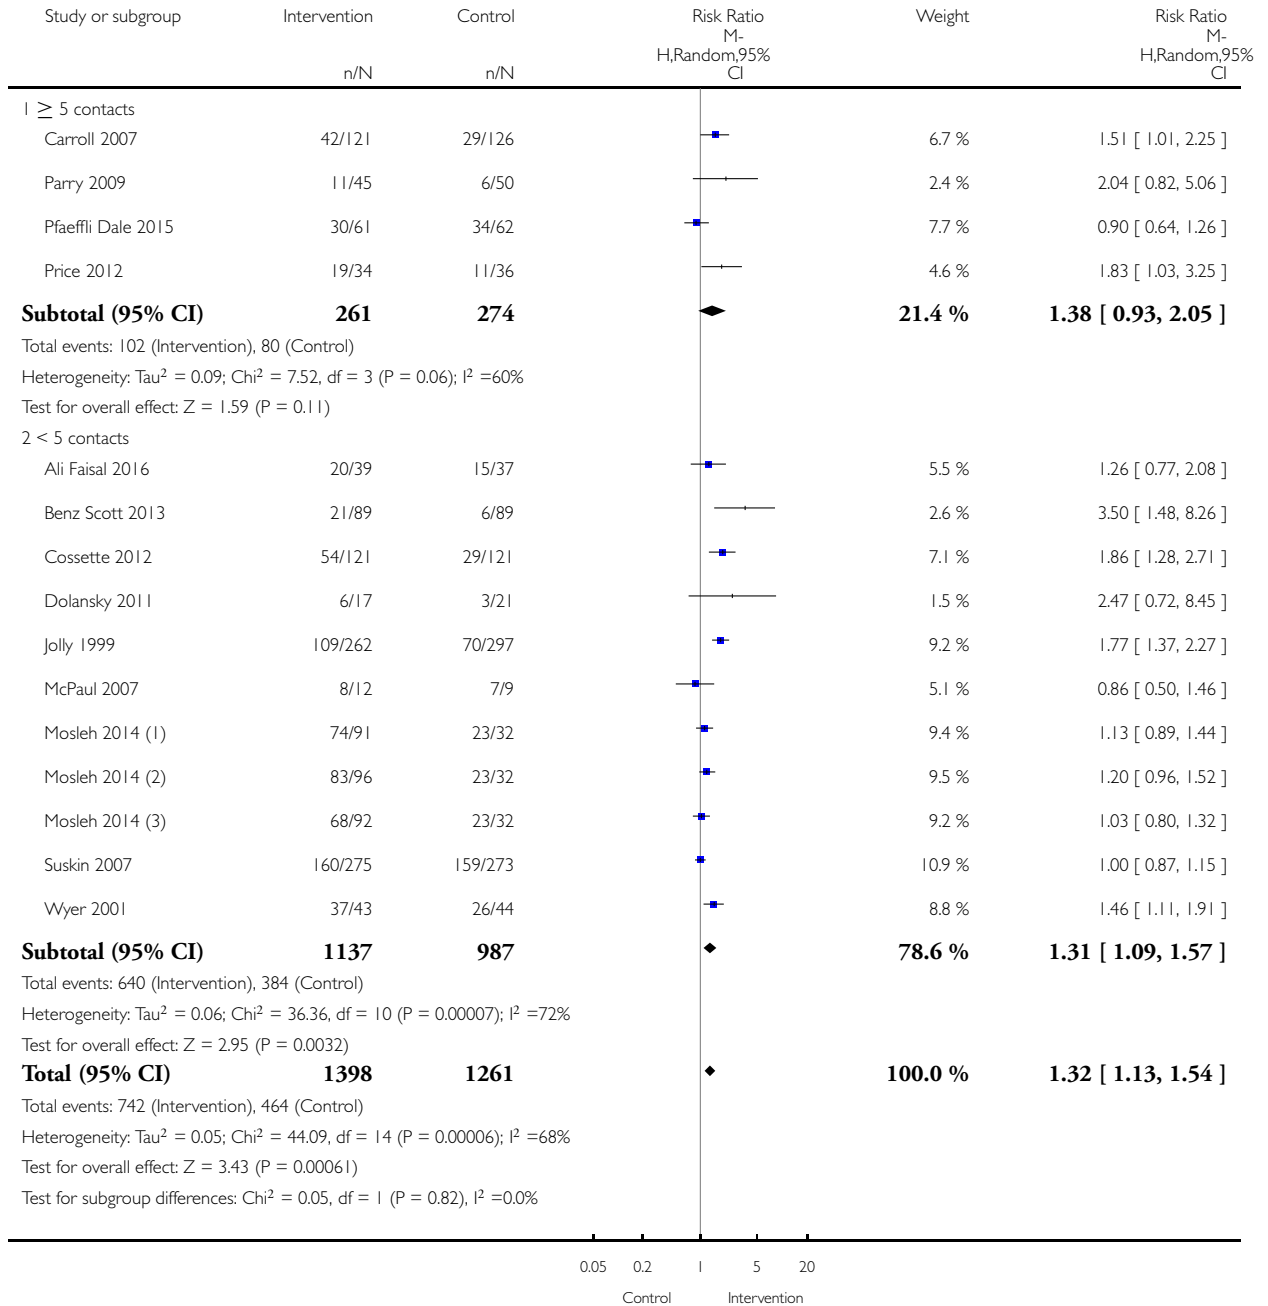 Study or subgroup Intervention Control Risk Ratio Weight Risk Ratio
M- M-
H,Random,95% H,Random,95%
n/N n/N CI CI
1 ≥ 5 contacts
Carroll 2007 42/121 29/126 6.7 % 1.51 [ 1.01, 2.25 ]
Parry 2009 11/45 6/50 2.4 % 2.04 [ 0.82, 5.06 ]
Pfaeffli Dale 2015 30/61 34/62 7.7 % 0.90 [ 0.64, 1.26 ]
Price 2012 19/34 11/36 4.6 % 1.83 [ 1.03, 3.25 ]
Subtotal (95% CI) 261 274 21.4 % 1.38 [ 0.93, 2.05 ]
Total events: 102 (Intervention), 80 (Control)
Heterogeneity: Tau² = 0.09; Chi² = 7.52, df = 3 (P = 0.06); I² =60%
Test for overall effect: Z = 1.59 (P = 0.11)
2 < 5 contacts
Ali Faisal 2016 20/39 15/37 5.5 % 1.26 [ 0.77, 2.08 ]
Benz Scott 2013 21/89 6/89 2.6 % 3.50 [ 1.48, 8.26 ]
Cossette 2012 54/121 29/121 7.1 % 1.86 [ 1.28, 2.71 ]
Dolansky 2011 6/17 3/21 1.5 % 2.47 [ 0.72, 8.45 ]
Jolly 1999 109/262 70/297 9.2 % 1.77 [ 1.37, 2.27 ]
McPaul 2007 8/12 7/9 5.1 % 0.86 [ 0.50, 1.46 ]
Mosleh 2014 (1) 74/91 23/32 9.4 % 1.13 [ 0.89, 1.44 ]
Mosleh 2014 (2) 83/96 23/32 9.5 % 1.20 [ 0.96, 1.52 ]
Mosleh 2014 (3) 68/92 23/32 9.2 % 1.03 [ 0.80, 1.32 ]
Suskin 2007 160/275 159/273 10.9 % 1.00 [ 0.87, 1.15 ]
Wyer 2001 37/43 26/44 8.8 % 1.46 [ 1.11, 1.91 ]
Subtotal (95% CI) 1137 987 78.6 % 1.31 [ 1.09, 1.57 ]
Total events: 640 (Intervention), 384 (Control)
Heterogeneity: Tau² = 0.06; Chi² = 36.36, df = 10 (P = 0.00007); I² =72%
Test for overall effect: Z = 2.95 (P = 0.0032)
Total (95% CI) 1398 1261 100.0 % 1.32 [ 1.13, 1.54 ]
Total events: 742 (Intervention), 464 (Control)
Heterogeneity: Tau² = 0.05; Chi² = 44.09, df = 14 (P = 0.00006); I² =68%
Test for overall effect: Z = 3.43 (P = 0.00061)
Test for subgroup differences: Chi² = 0.05, df = 1 (P = 0.82), I² =0.0%
0.05 0.2 1 5 20
Control Intervention